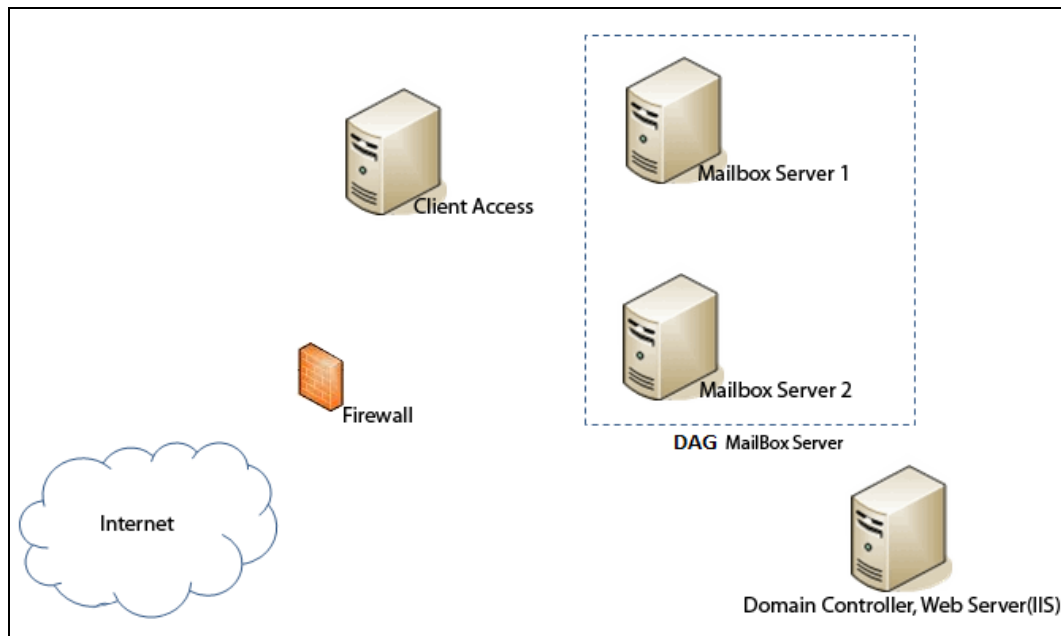 Client Access
Mailbox Server 1
Mailbox Server 2
Firewall
DAG MailBox Server
Internet
Domain Controller, Web Server(IIS)